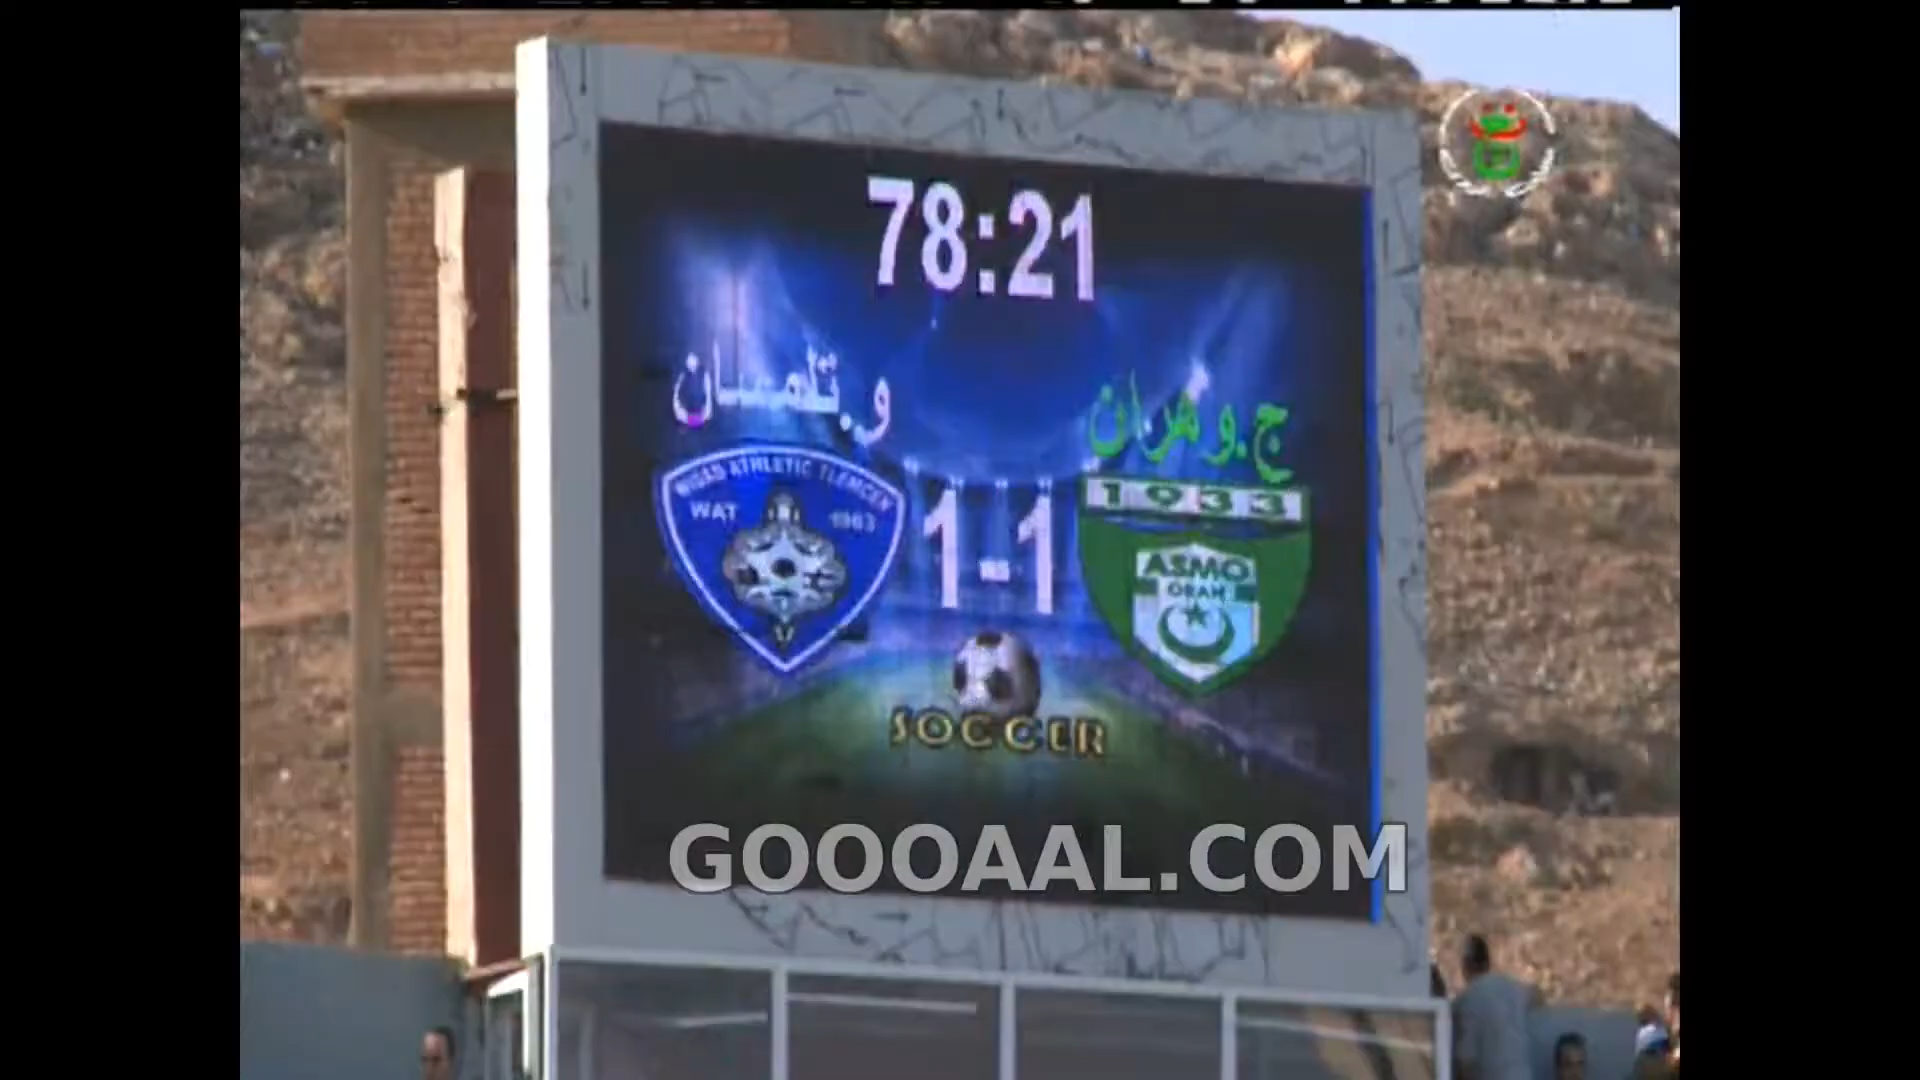 78:21
و.تلمسان
ج.وهران
WIDAD ATHLETIC TLEMCEN
WAT 1963
1-1
1933
ASMO
ORAN
SOCCER
GOOOAAL.COM